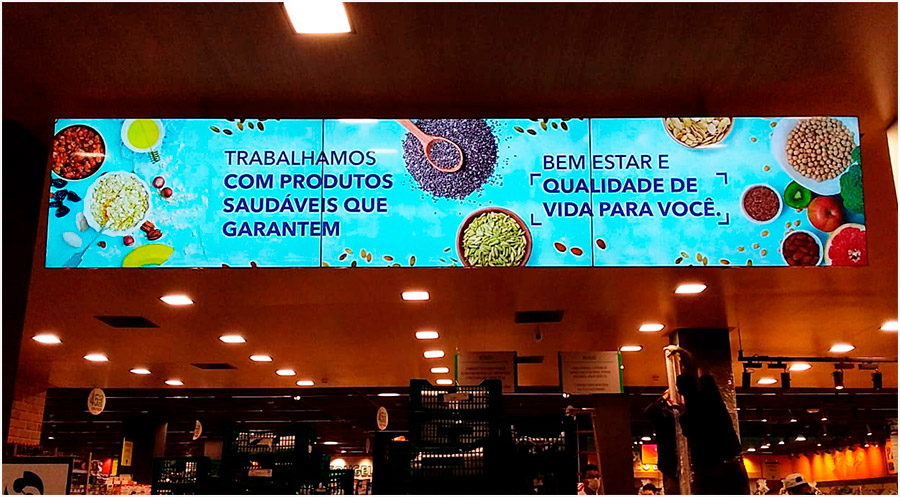 TRABALHAMOS
COM PRODUTOS
SAUDÁVEIS QUE
GARANTEM
BEM ESTAR E
QUALIDADE DE
VIDA PARA VOCÊ.